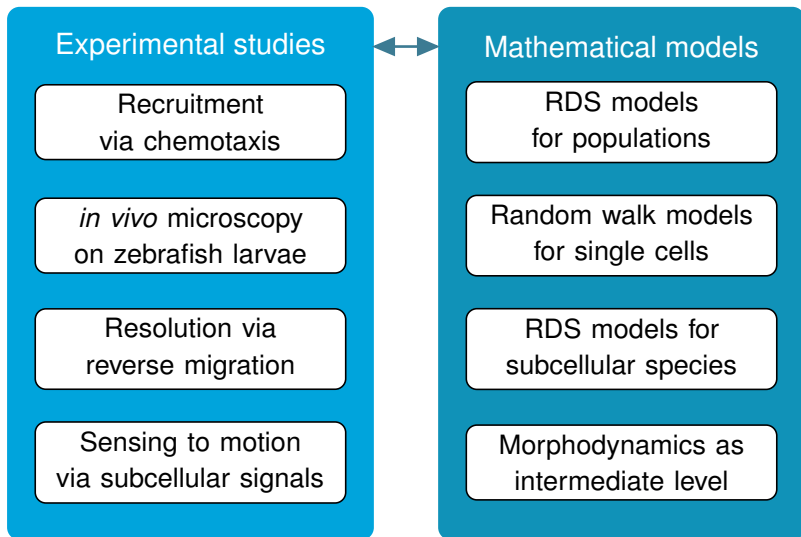 Experimental studies
Recruitment
via chemotaxis
in vivo microscopy
on zebrafish larvae
Resolution via
reverse migration
Sensing to motion
via subcellular signals
Mathematical models
RDS models
for populations
Random walk models
for single cells
RDS models for
subcellular species
Morphodynamics as
intermediate level